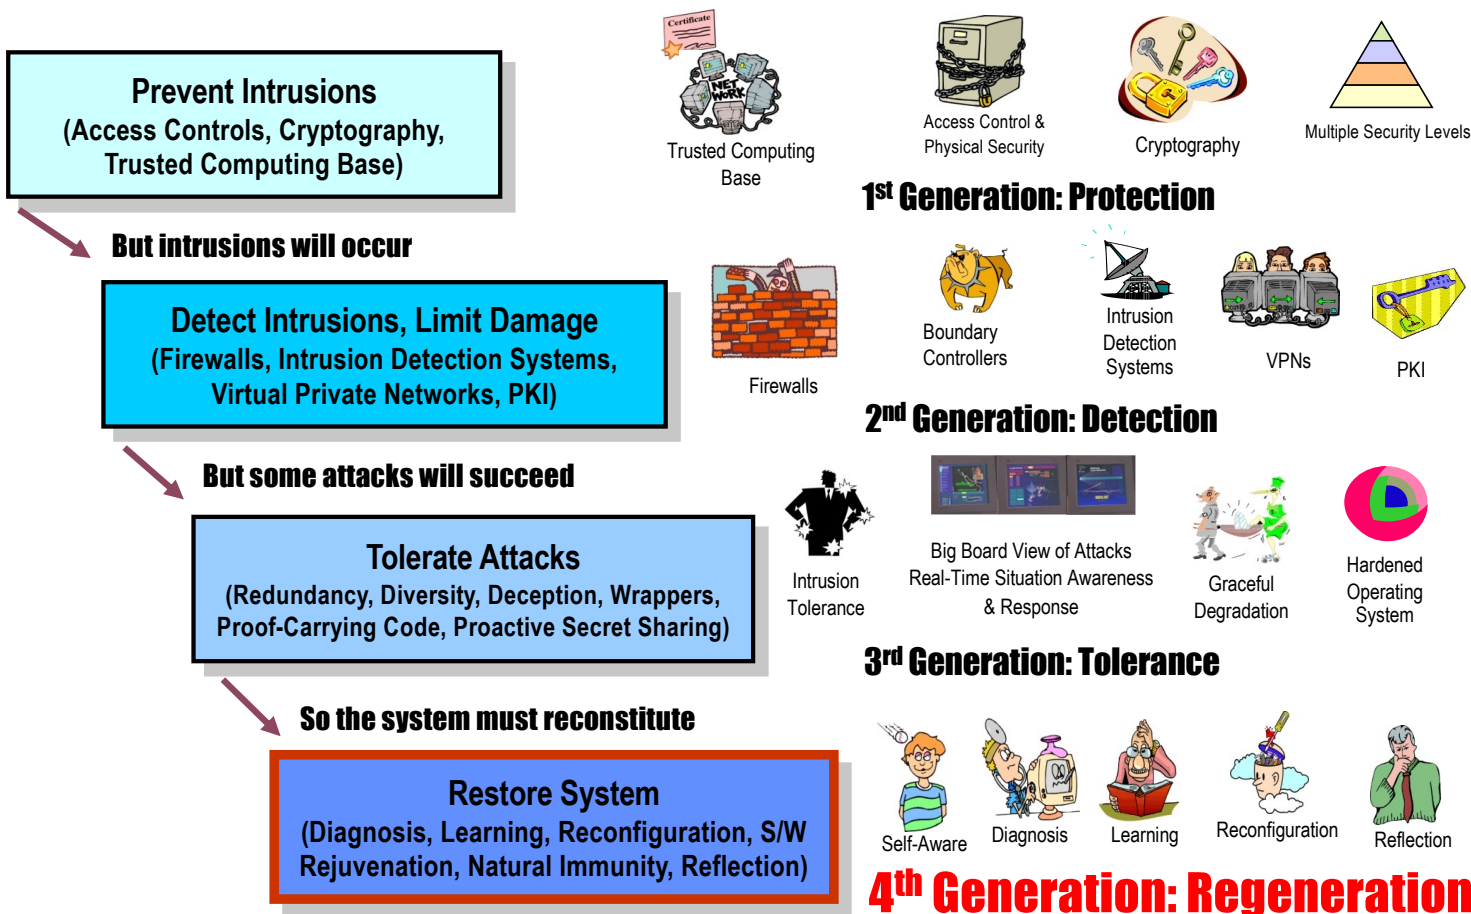 Certificate
NET
WORK
Prevent Intrusions
(Access Controls, Cryptography,
Trusted Computing Base)
Trusted Computing
Base
Access Control &
Physical Security
Cryptography
Multiple Security Levels
1st Generation: Protection
But intrusions will occur
Detect Intrusions, Limit Damage
(Firewalls, Intrusion Detection Systems,
Virtual Private Networks, PKI)
Firewalls
Boundary
Controllers
Intrusion
Detection
Systems
VPNs
PKI
2nd Generation: Detection
But some attacks will succeed
Tolerate Attacks
(Redundancy, Diversity, Deception, Wrappers,
Proof-Carrying Code, Proactive Secret Sharing)
Intrusion
Tolerance
Big Board View of Attacks
Real-Time Situation Awareness
& Response
Graceful
Degradation
Hardened
Operating
System
3rd Generation: Tolerance
So the system must reconstitute
Restore System
(Diagnosis, Learning, Reconfiguration, S/W
Rejuvenation, Natural Immunity, Reflection)
Self-Aware
Diagnosis
Learning
Reconfiguration
Reflection
4th Generation: Regeneration